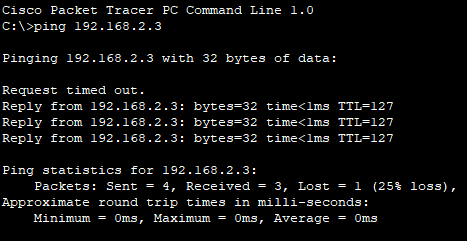 Cisco Packet Tracer PC Command Line 1.0
C:\>ping 192.168.2.3
Pinging 192.168.2.3 with 32 bytes of data:
Request timed out.
Reply from 192.168.2.3: bytes=32 time<1ms TTL=127
Reply from 192.168.2.3: bytes=32 time<1ms TTL=127
Reply from 192.168.2.3: bytes=32 time<1ms TTL=127
Ping statistics for 192.168.2.3:
    Packets: Sent = 4, Received = 3, Lost = 1 (25% loss),
Approximate round trip times in milli-seconds:
    Minimum = 0ms, Maximum = 0ms, Average = 0ms